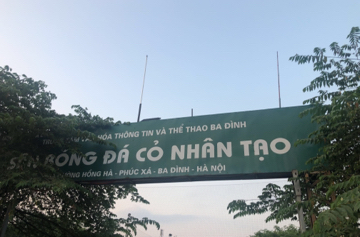 HÓA THÔNG TIN VÀ THỂ THAO BA ĐÌNH
SÂN BÓNG ĐÁ CỎ NHÂN TẠO
HỒNG HÀ - PHÚC XÁ - BA ĐÌNH - HÀ NỘI